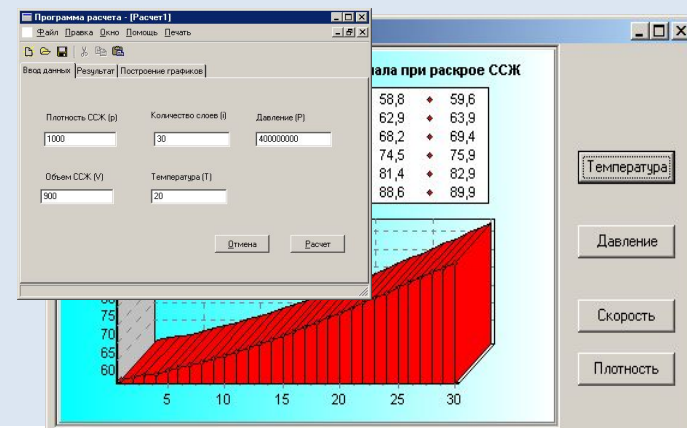 Программа расчета - [Расчет1]
Файл Правка Окно Помощь Печать
Ввод данных Результат Построение графиков
Плотность ССЖ (р) Количество слоев (i) Давление (Р)
1000 30 400000000
Объем ССЖ (V) Температура (Т)
900 20
Отмена Расчет
ала при раскрое ССЖ
58,8 59,6
62,9 63,9
68,2 69,4
74,5 75,9
81,4 82,9
88,6 89,9
Температура
Давление
Скорость
Плотность
75
70
65
60
5 10 15 20 25 30